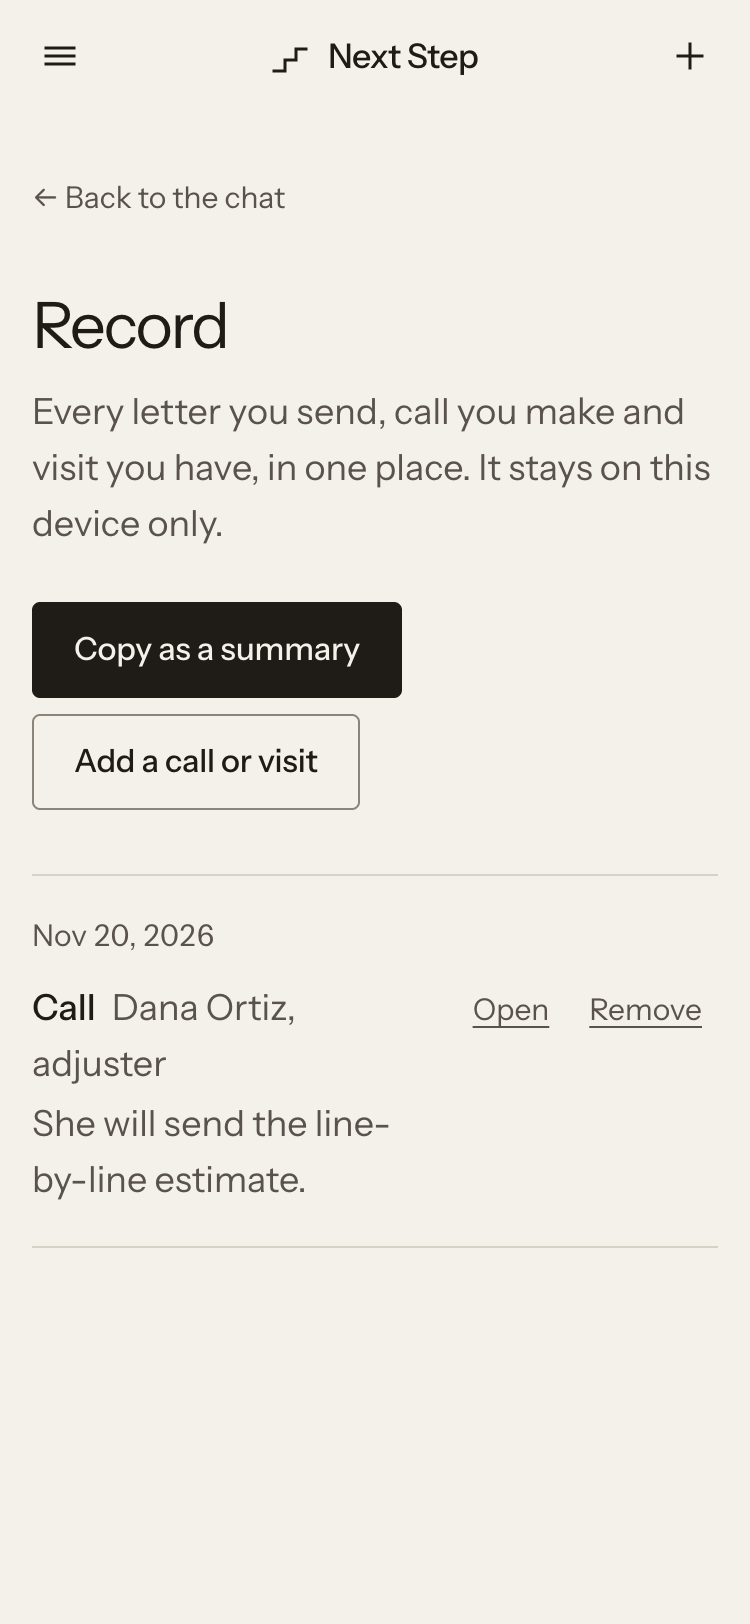 Next Step
← Back to the chat
Record
Every letter you send, call you make and
visit you have, in one place. It stays on this
device only.
Copy as a summary
Add a call or visit
Nov 20, 2026
Call Dana Ortiz, Open Remove
adjuster
She will send the line-
by-line estimate.